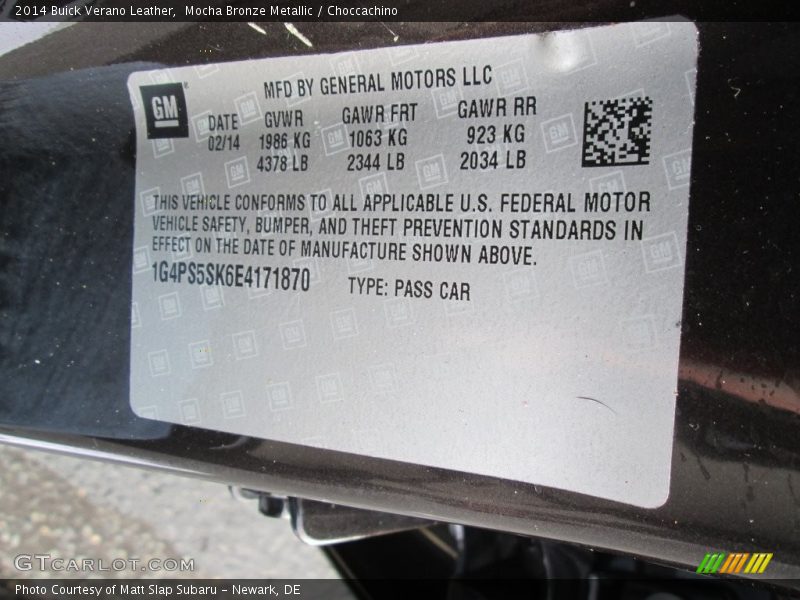 2014 Buick Verano Leather,  Mocha Bronze Metallic / Choccachino
GM
MFD BY GENERAL MOTORS LLC
DATE GVWR GAWR FRT GAWR RR
02/14 1986 KG 1063 KG 923 KG
4378 LB 2344 LB 2034 LB
THIS VEHICLE CONFORMS TO ALL APPLICABLE U.S. FEDERAL MOTOR
VEHICLE SAFETY, BUMPER, AND THEFT PREVENTION STANDARDS IN
EFFECT ON THE DATE OF MANUFACTURE SHOWN ABOVE.
1G4PS5SK6E4171870 TYPE: PASS CAR
GTCARLOT.COM
Photo Courtesy of Matt Slap Subaru - Newark, DE